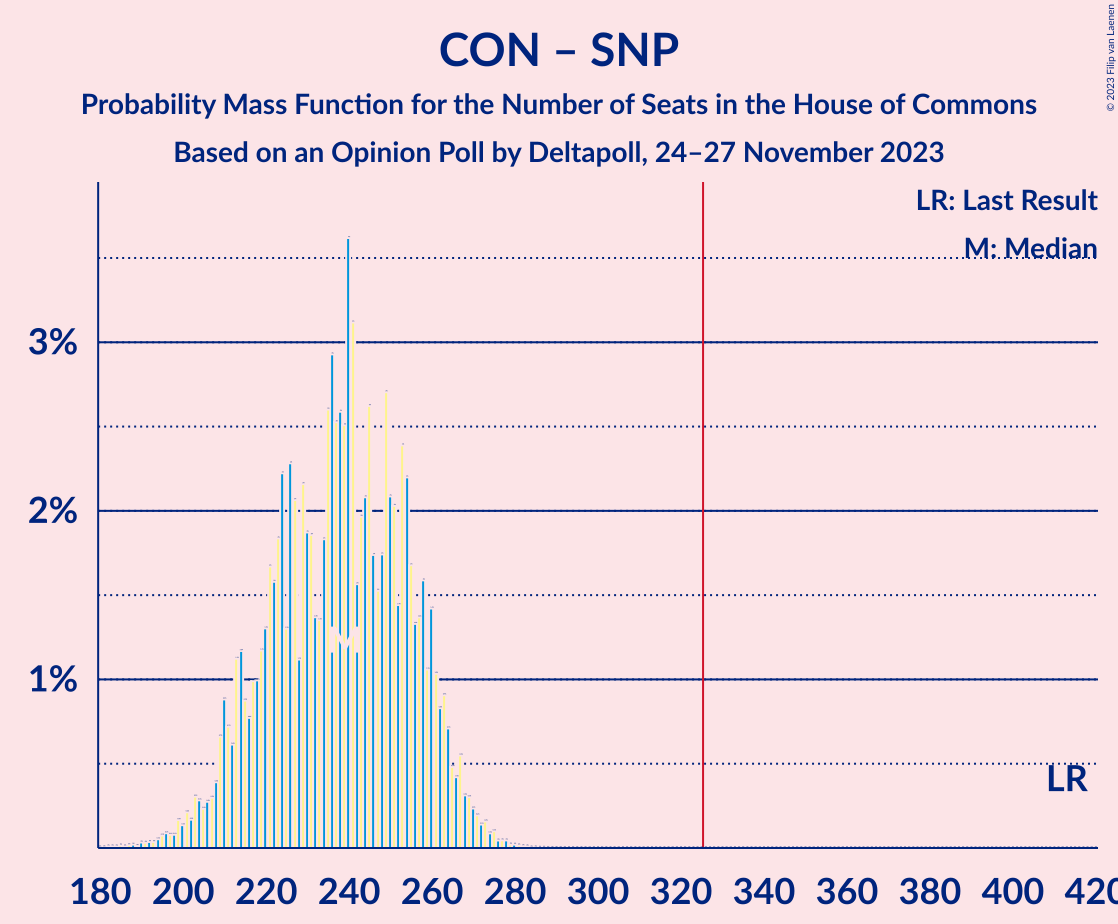 CON – SNP
Probability Mass Function for the Number of Seats in the House of Commons
Based on an Opinion Poll by Deltapoll, 24–27 November 2023
© 2023 Filip van Laenen
LR: Last Result
M: Median
3%
2%
1%
M
LR
180 200 220 240 260 280 300 320 340 360 380 400 420